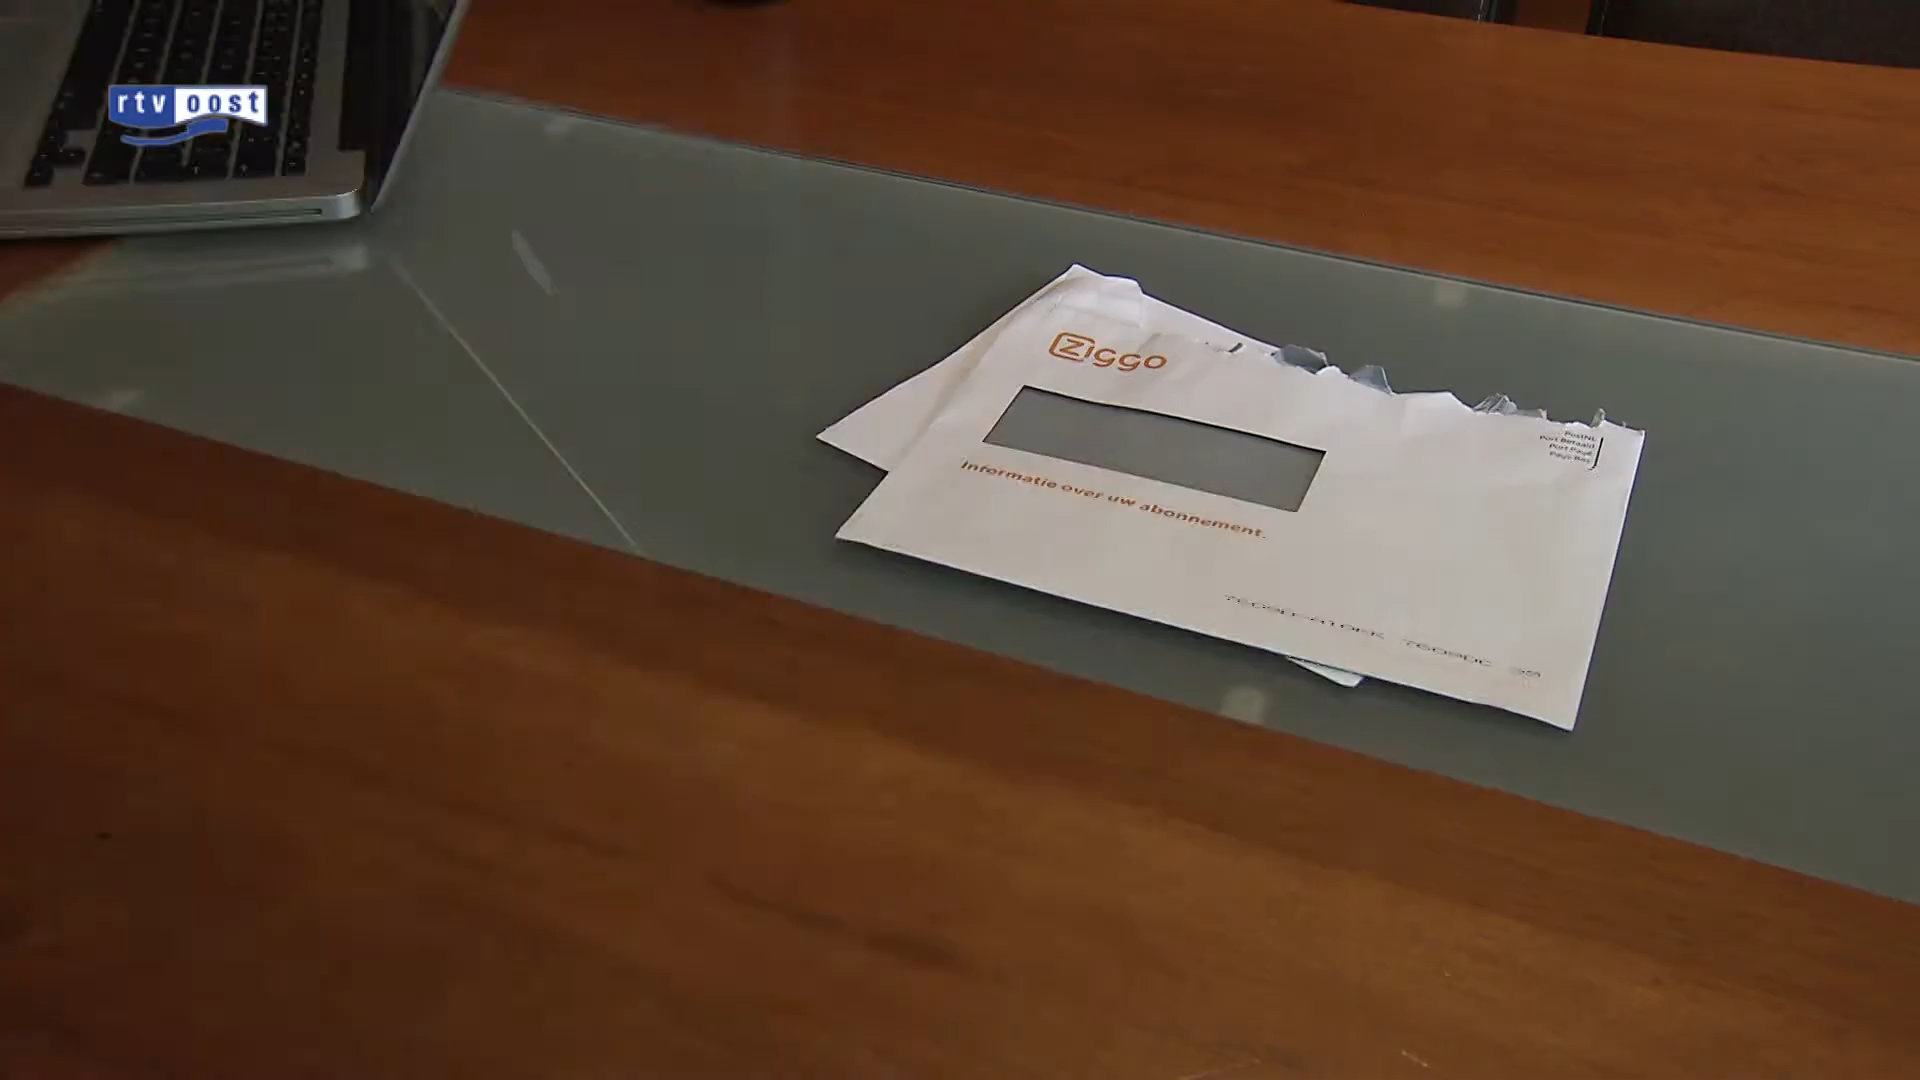 rtv oost
Ziggo
PostNL
Port Betaald
Port Payé
Pays-Bas
Informatie over uw abonnement.